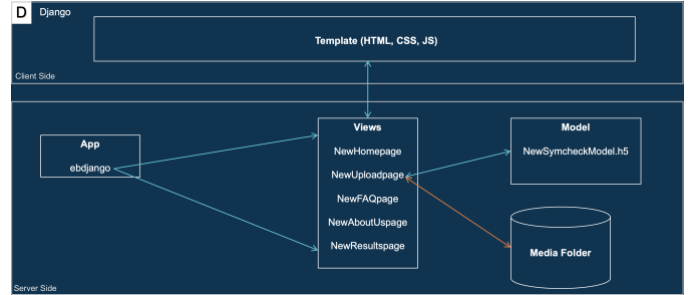 D
Django
Template (HTML, CSS, JS)
Client Side
Views
NewHomepage
NewUploadpage
NewFAQpage
NewAboutUspage
NewResultspage
App
ebdjango
Model
NewSymcheckModel.h5
Media Folder
Server Side